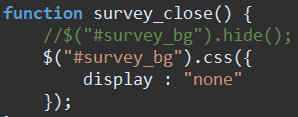 function survey_close() {
//$("#survey_bg").hide();
$("#survey_bg").css({
display : "none"
});